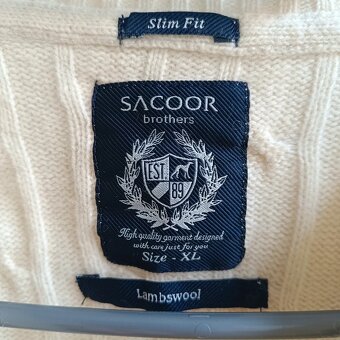 Slim Fit
SACOOR
brothers
EST.
89
High quality garment designed
with care just for you
Size - XL
Lambswool